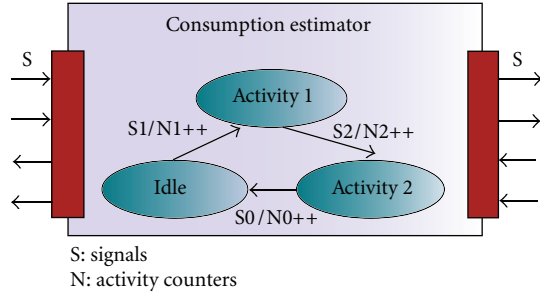 Consumption estimator
S
S
Activity 1
S1/N1++
S2/N2++
Idle
Activity 2
S0/N0++
S: signals
N: activity counters